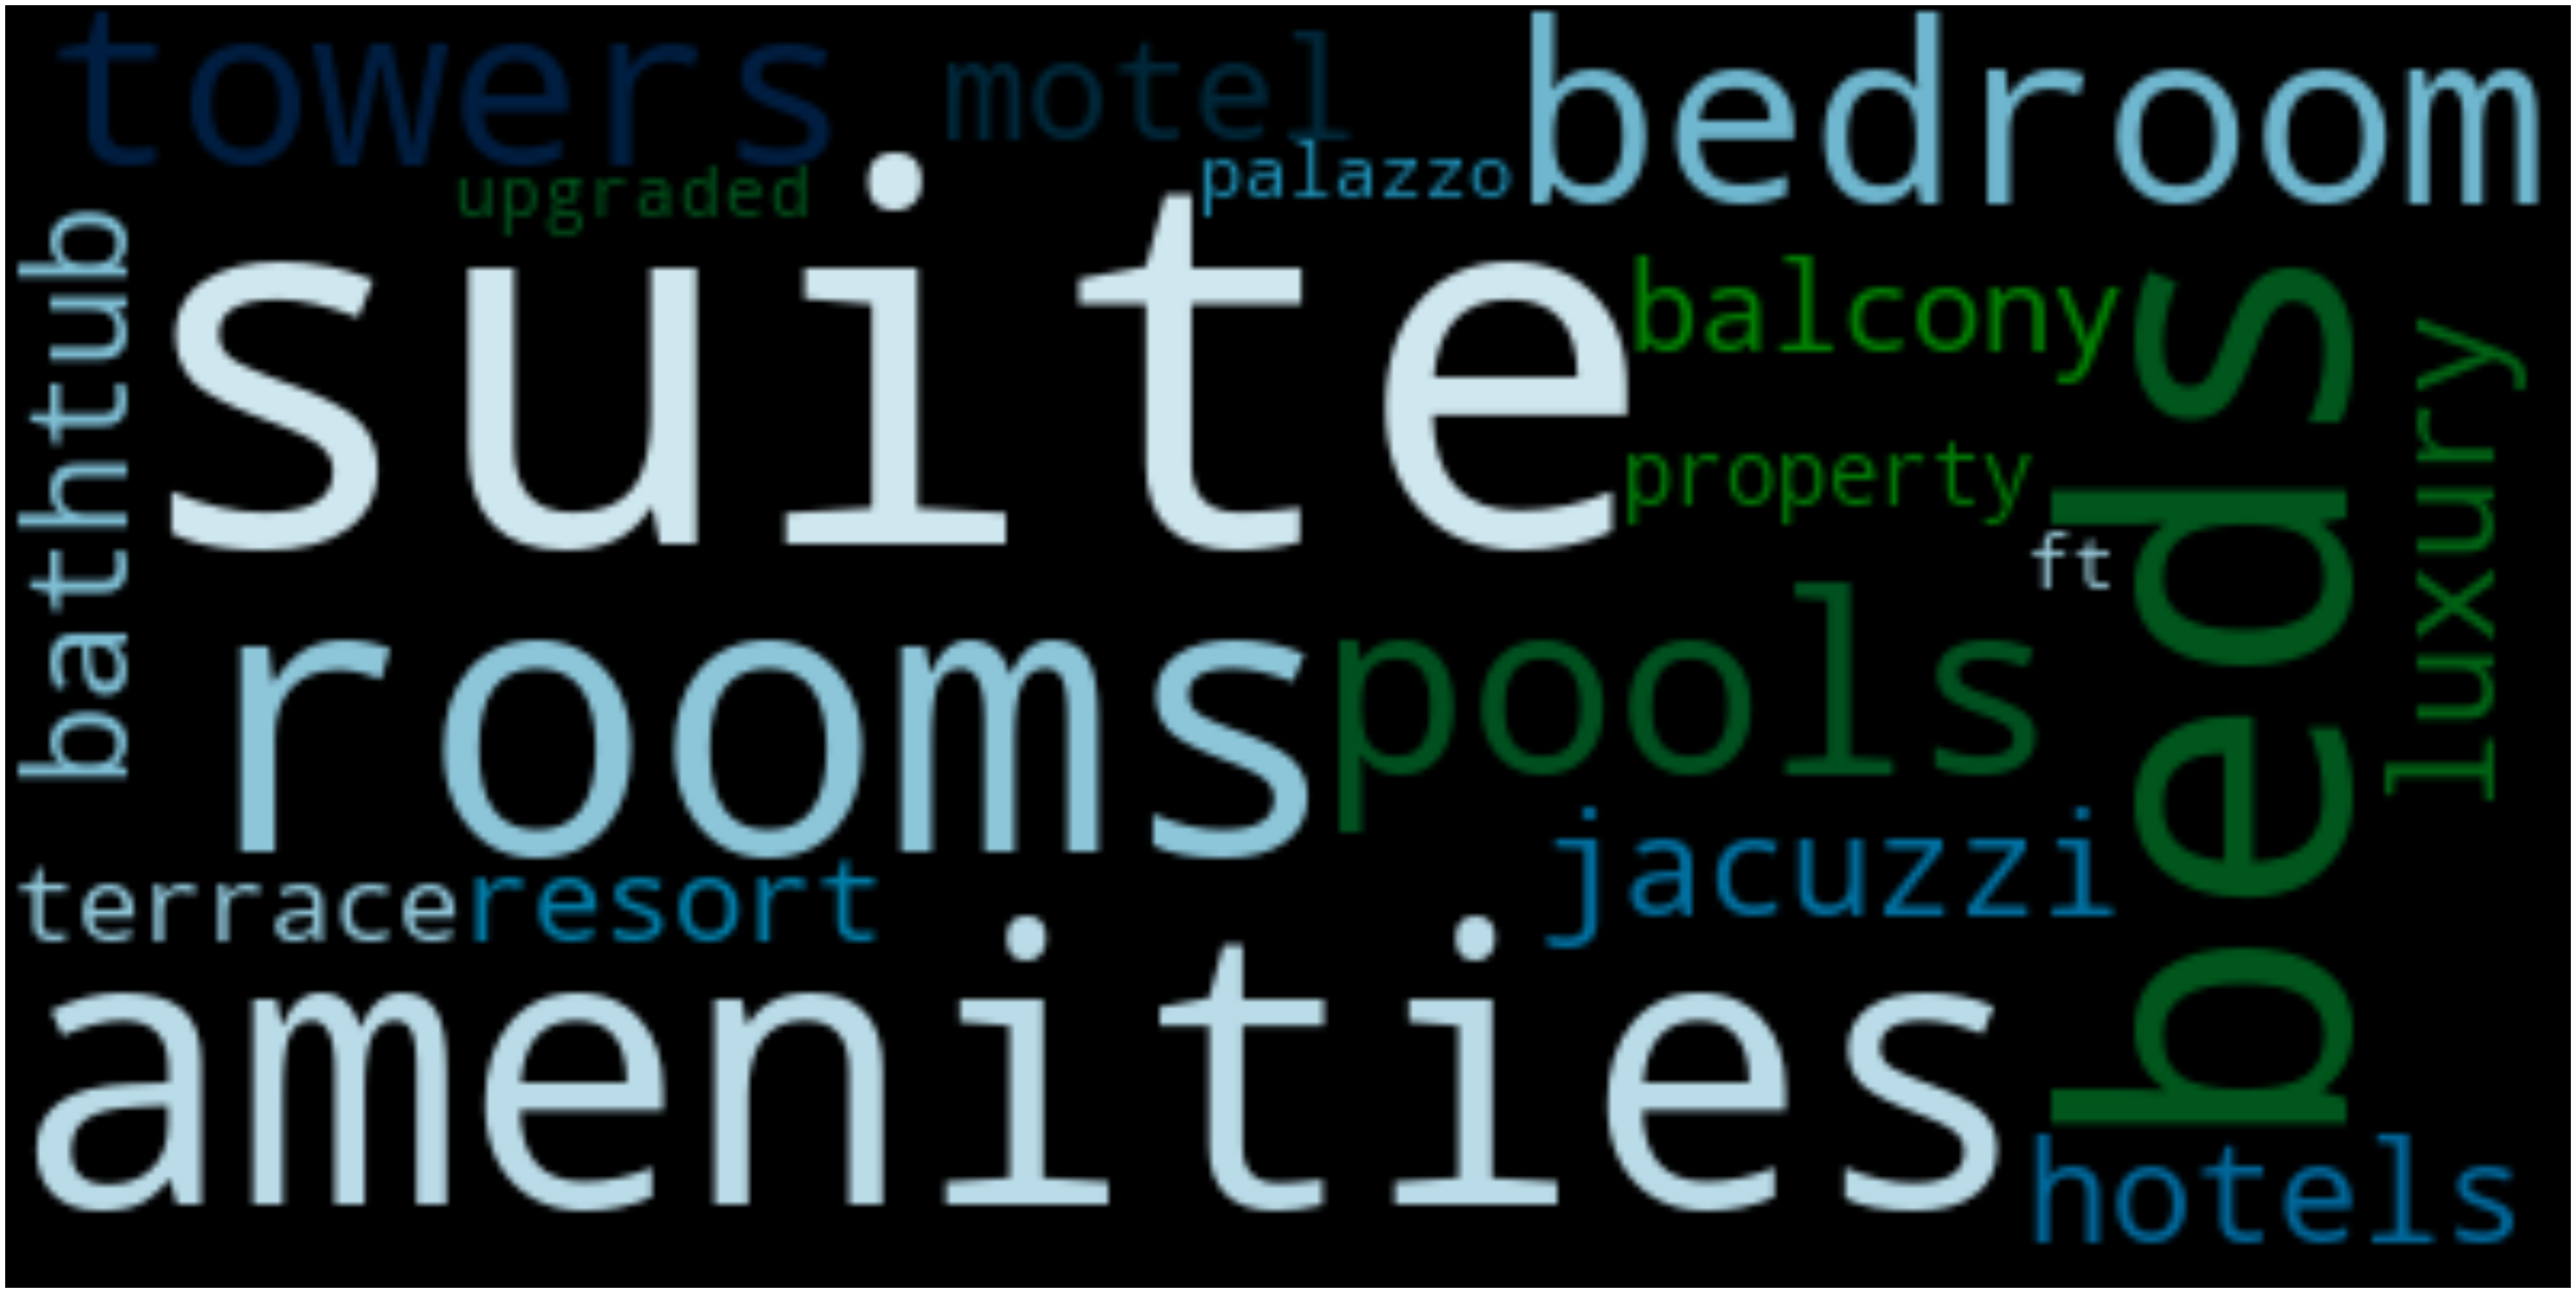 towers
motel
bedroom
palazzo
upgraded
bathtub
suite
balcony
beds
luxury
property
ft
rooms
pools
jacuzzi
terrace
resort
amenities
hotels